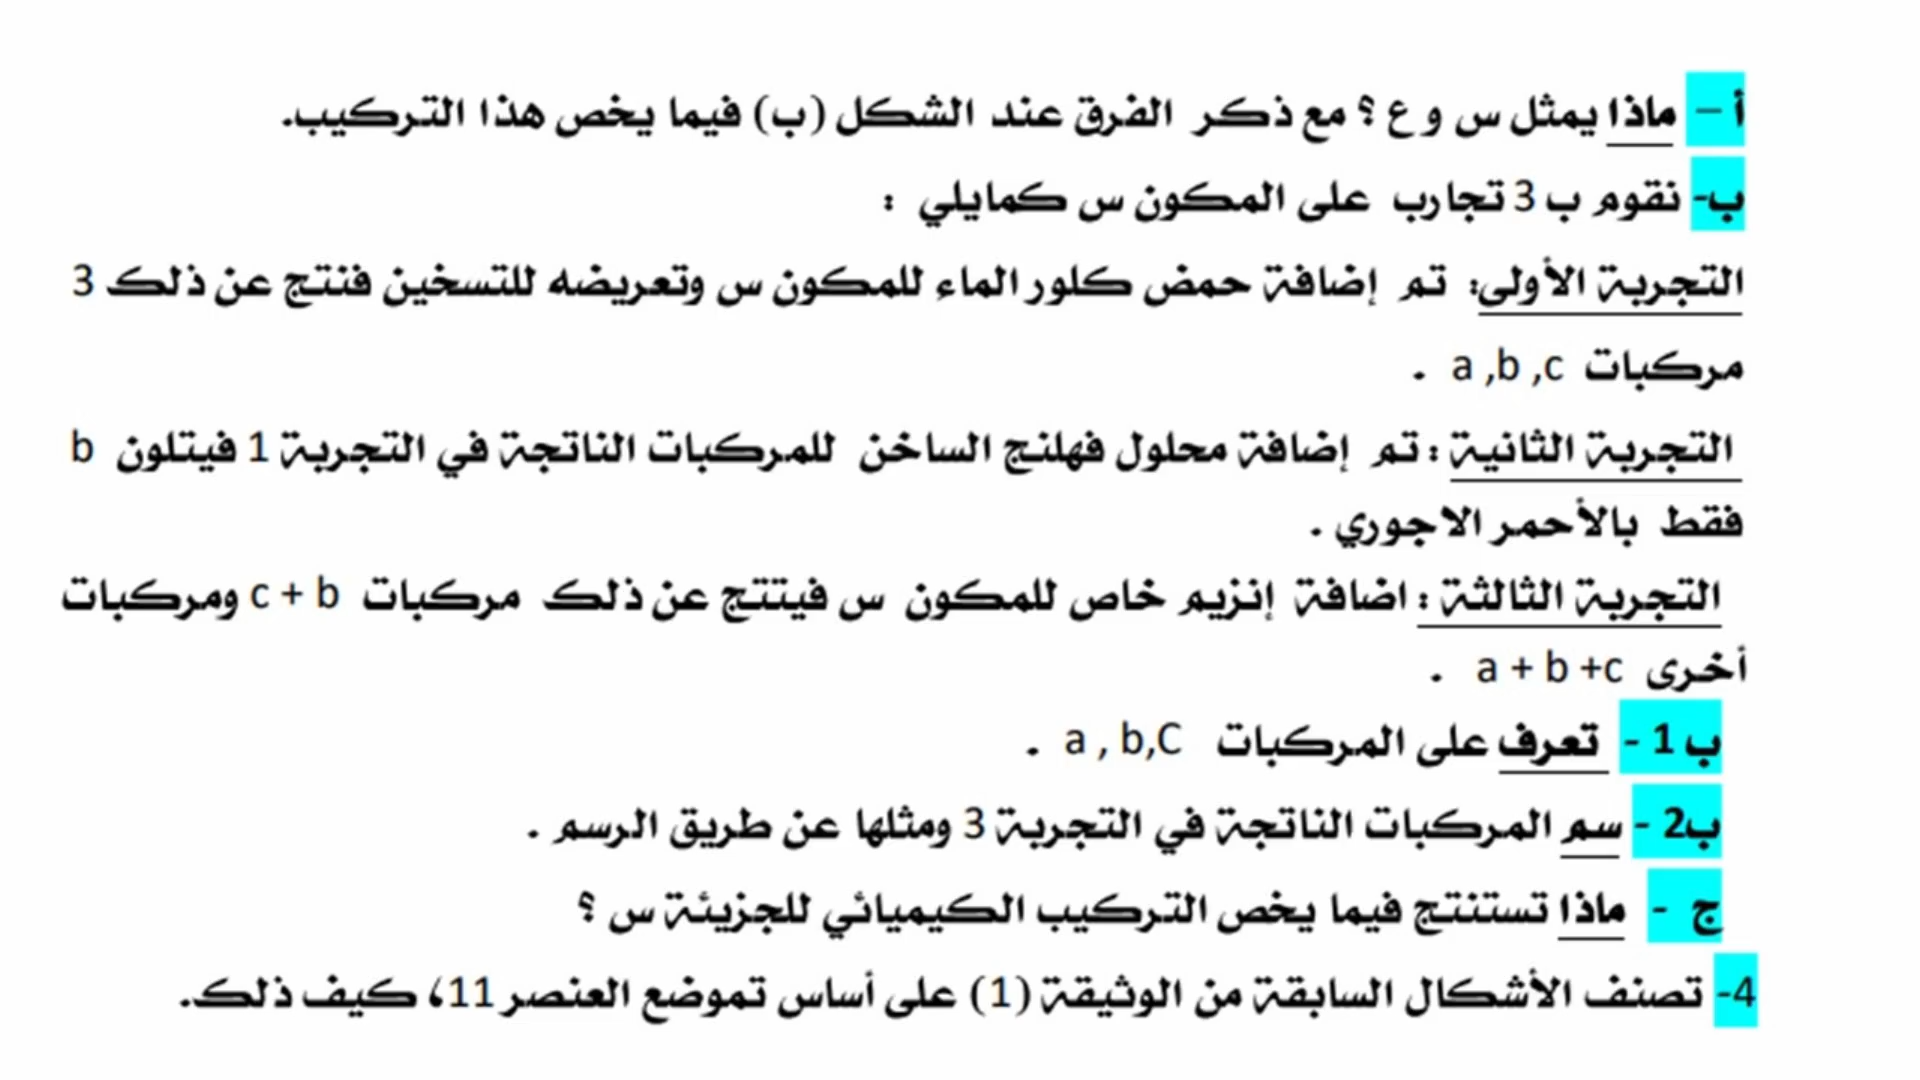 أ – ماذا يمثل س و ع ؟ مع ذكر الفرق عند الشكل (ب) فيما يخص هذا التركيب.
ب- نقوم ب 3 تجارب على المكون س كمايلي :
التجربة الأولى: تم إضافة حمض كلور الماء للمكون س وتعريضه للتسخين فنتج عن ذلك 3
مركبات a ,b ,c .
التجربة الثانية : تم إضافة محلول فهلنج الساخن للمركبات الناتجة في التجربة 1 فيتلون b
فقط بالأحمر الاجوري .
التجربة الثالثة : اضافة إنزيم خاص للمكون س فيتتج عن ذلك مركبات c + b ومركبات
أخرى a + b +c .
ب 1 - تعرف على المركبات a , b,C .
ب2 - سم المركبات الناتجة في التجربة 3 ومثلها عن طريق الرسم .
ج - ماذا تستنتج فيما يخص التركيب الكيميائي للجزيئة س ؟
4- تصنف الأشكال السابقة من الوثيقة (1) على أساس تموضع العنصر 11، كيف ذلك.